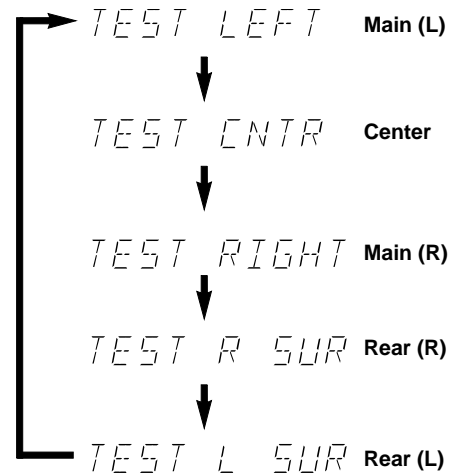 TEST LEFT Main (L)
TEST CNTR Center
TEST RIGHT Main (R)
TEST R SUR Rear (R)
TEST L SUR Rear (L)